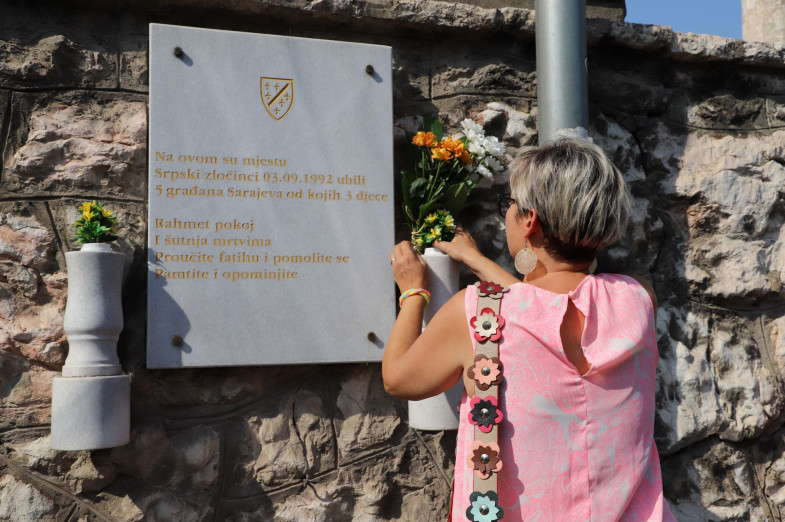 Na ovom su mjestu
Srpski zločinci 03.09.1992 ubili
5 građana Sarajeva od kojih 3 djece
Rahmet pokoj
I šutnja mrtvima
Proučite fatihu i pomolite se
Pamtite i opominjite